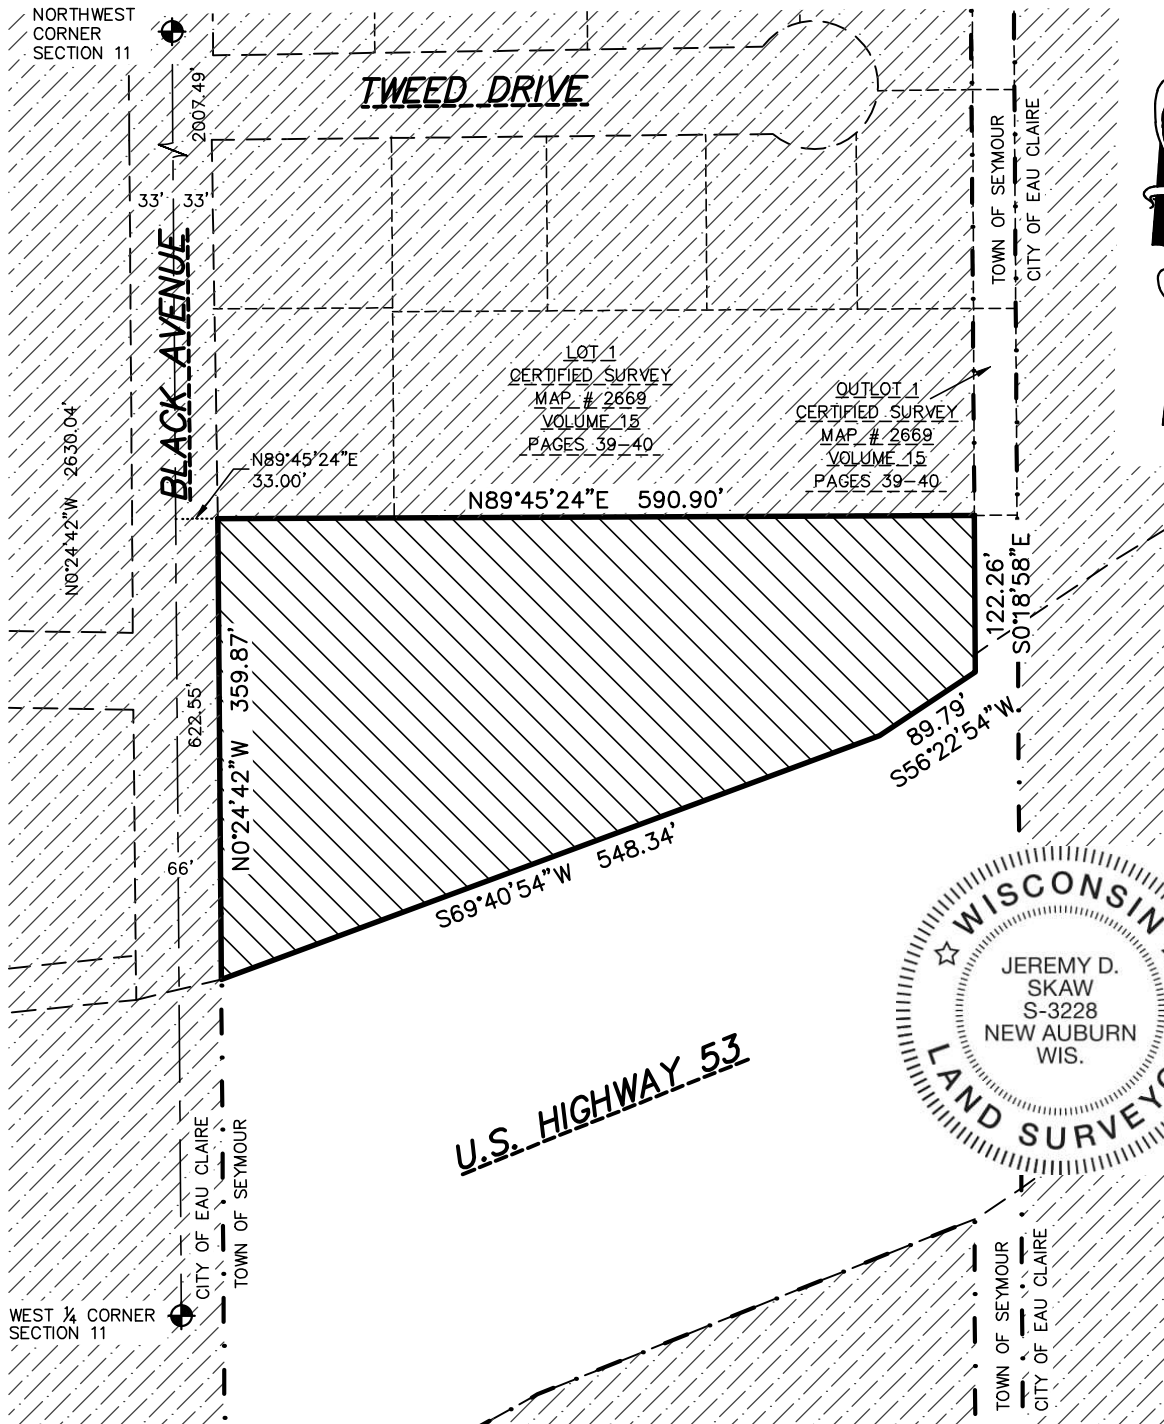 NORTHWEST
CORNER
SECTION 11
2007.49'
TWEED DRIVE
TOWN OF SEYMOUR
CITY OF EAU CLAIRE
33' 33'
BLACK AVENUE
LOT 1
CERTIFIED SURVEY
MAP # 2669
VOLUME 15
PAGES 39-40
OUTLOT 1
CERTIFIED SURVEY
MAP # 2669
VOLUME 15
PAGES 39-40
N0°24'42"W 2630.04'
N89°45'24"E
33.00'
N89°45'24"E 590.90'
122.26'
S0°18'58"E
N0°24'42"W 359.87'
622.55'
89.79'
S56°22'54"W
66'
S69°40'54"W 548.34'
WISCONSIN
JEREMY D.
SKAW
S-3228
NEW AUBURN
WIS.
LAND SURVEYO
U.S. HIGHWAY 53
CITY OF EAU CLAIRE
TOWN OF SEYMOUR
WEST ¼ CORNER
SECTION 11
TOWN OF SEYMOUR
CITY OF EAU CLAIRE